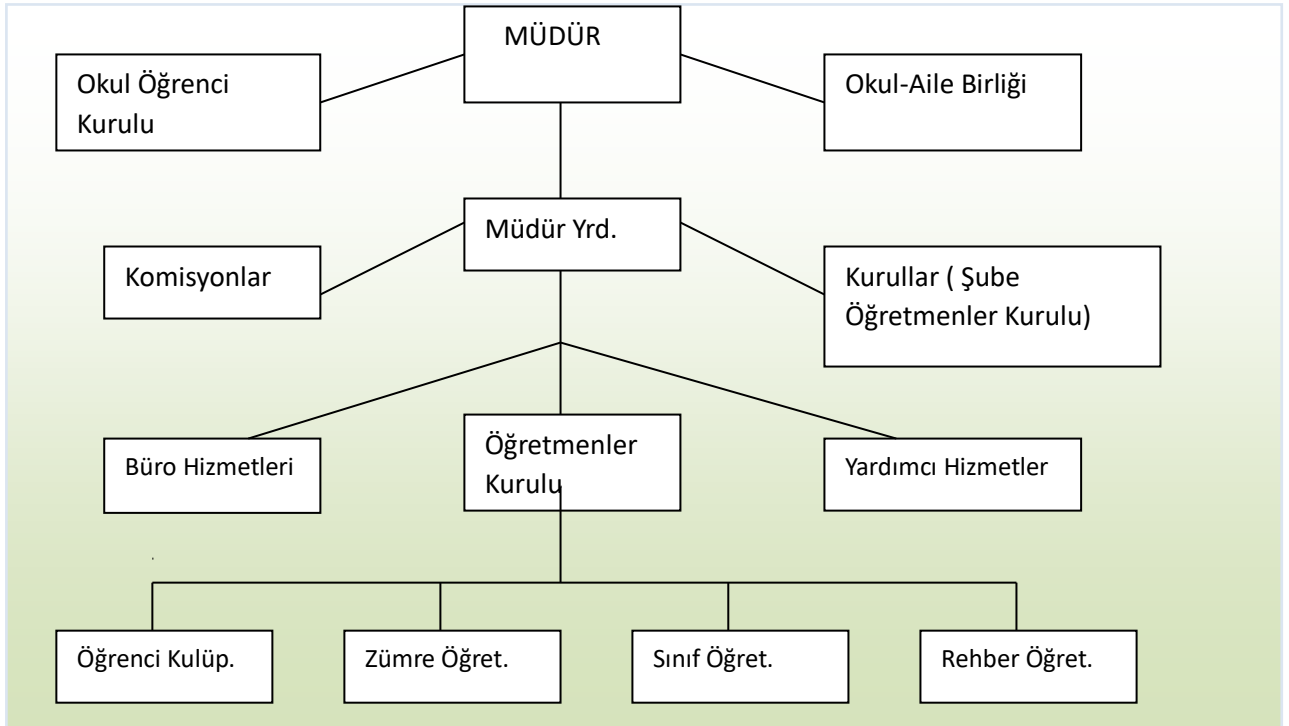 MÜDÜR
Okul Öğrenci
Kurulu
Okul-Aile Birliği
Müdür Yrd.
Komisyonlar
Kurullar ( Şube
Öğretmenler Kurulu)
Büro Hizmetleri
Öğretmenler
Kurulu
Yardımcı Hizmetler
Öğrenci Kulüp.
Zümre Öğret.
Sınıf Öğret.
Rehber Öğret.